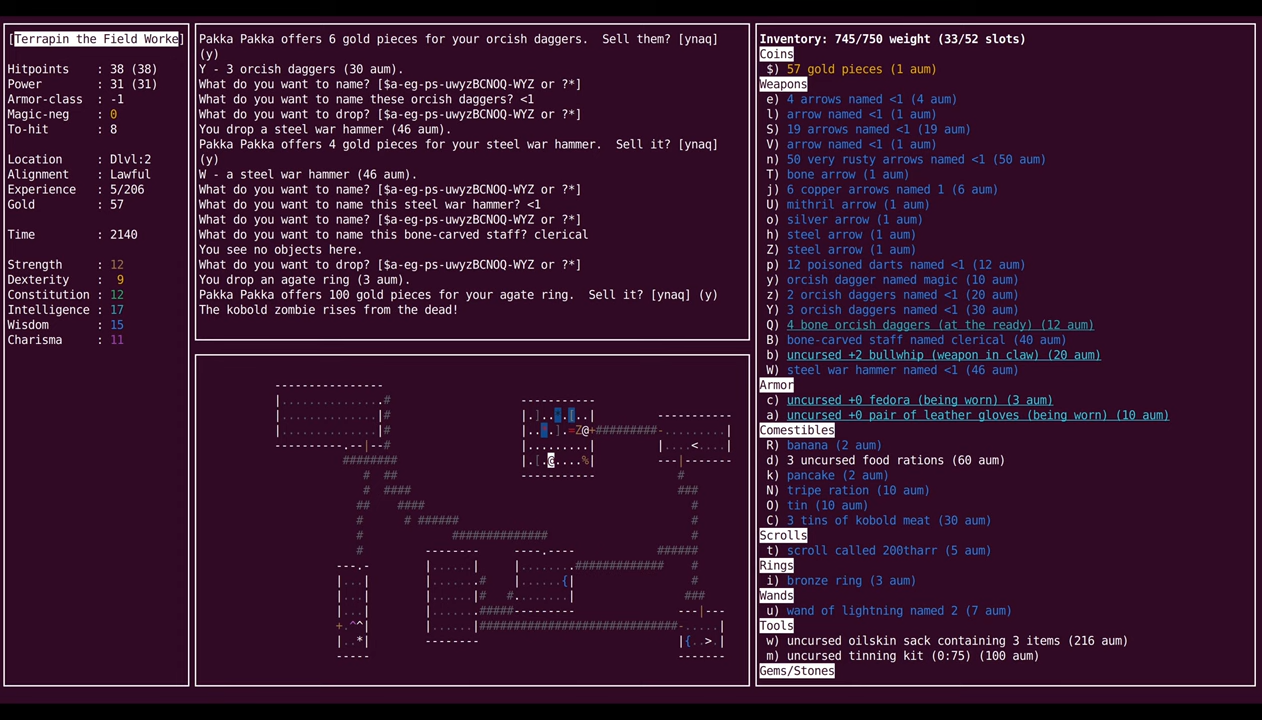 [Terrapin the Field Worke]
Hitpoints : 38 (38)
Power : 31 (31)
Armor-class : -1
Magic-neg : 0
To-hit : 8
Location : Dlvl:2
Alignment : Lawful
Experience : 5/206
Gold : 57
Time : 2140
Strength : 12
Dexterity : 9
Constitution : 12
Intelligence : 17
Wisdom : 15
Charisma : 11
Pakka Pakka offers 6 gold pieces for your orcish daggers.  Sell them? [ynaq]
(y)
Y - 3 orcish daggers (30 aum).
What do you want to name? [$a-eg-ps-uwyzBCNOQ-WYZ or ?*]
What do you want to name these orcish daggers? <1
What do you want to drop? [$a-eg-ps-uwyzBCNOQ-WYZ or ?*]
You drop a steel war hammer (46 aum).
Pakka Pakka offers 4 gold pieces for your steel war hammer.  Sell it? [ynaq]
(y)
W - a steel war hammer (46 aum).
What do you want to name? [$a-eg-ps-uwyzBCNOQ-WYZ or ?*]
What do you want to name this steel war hammer? <1
What do you want to name? [$a-eg-ps-uwyzBCNOQ-WYZ or ?*]
What do you want to name this bone-carved staff? clerical
You see no objects here.
What do you want to drop? [$a-eg-ps-uwyzBCNOQ-WYZ or ?*]
You drop an agate ring (3 aum).
Pakka Pakka offers 100 gold pieces for your agate ring.  Sell it? [ynaq] (y)
The kobold zombie rises from the dead!
Inventory: 745/750 weight (33/52 slots)
Coins
$) 57 gold pieces (1 aum)
Weapons
e) 4 arrows named <1 (4 aum)
l) arrow named <1 (1 aum)
S) 19 arrows named <1 (19 aum)
V) arrow named <1 (1 aum)
n) 50 very rusty arrows named <1 (50 aum)
T) bone arrow (1 aum)
j) 6 copper arrows named 1 (6 aum)
U) mithril arrow (1 aum)
o) silver arrow (1 aum)
h) steel arrow (1 aum)
Z) steel arrow (1 aum)
p) 12 poisoned darts named <1 (12 aum)
y) orcish dagger named magic (10 aum)
z) 2 orcish daggers named <1 (20 aum)
Y) 3 orcish daggers named <1 (30 aum)
Q) 4 bone orcish daggers (at the ready) (12 aum)
B) bone-carved staff named clerical (40 aum)
b) uncursed +2 bullwhip (weapon in claw) (20 aum)
W) steel war hammer named <1 (46 aum)
Armor
c) uncursed +0 fedora (being worn) (3 aum)
a) uncursed +0 pair of leather gloves (being worn) (10 aum)
Comestibles
R) banana (2 aum)
d) 3 uncursed food rations (60 aum)
k) pancake (2 aum)
N) tripe ration (10 aum)
O) tin (10 aum)
C) 3 tins of kobold meat (30 aum)
Scrolls
t) scroll called 200tharr (5 aum)
Rings
i) bronze ring (3 aum)
Wands
u) wand of lightning named 2 (7 aum)
Tools
w) uncursed oilskin sack containing 3 items (216 aum)
m) uncursed tinning kit (0:75) (100 aum)
Gems/Stones